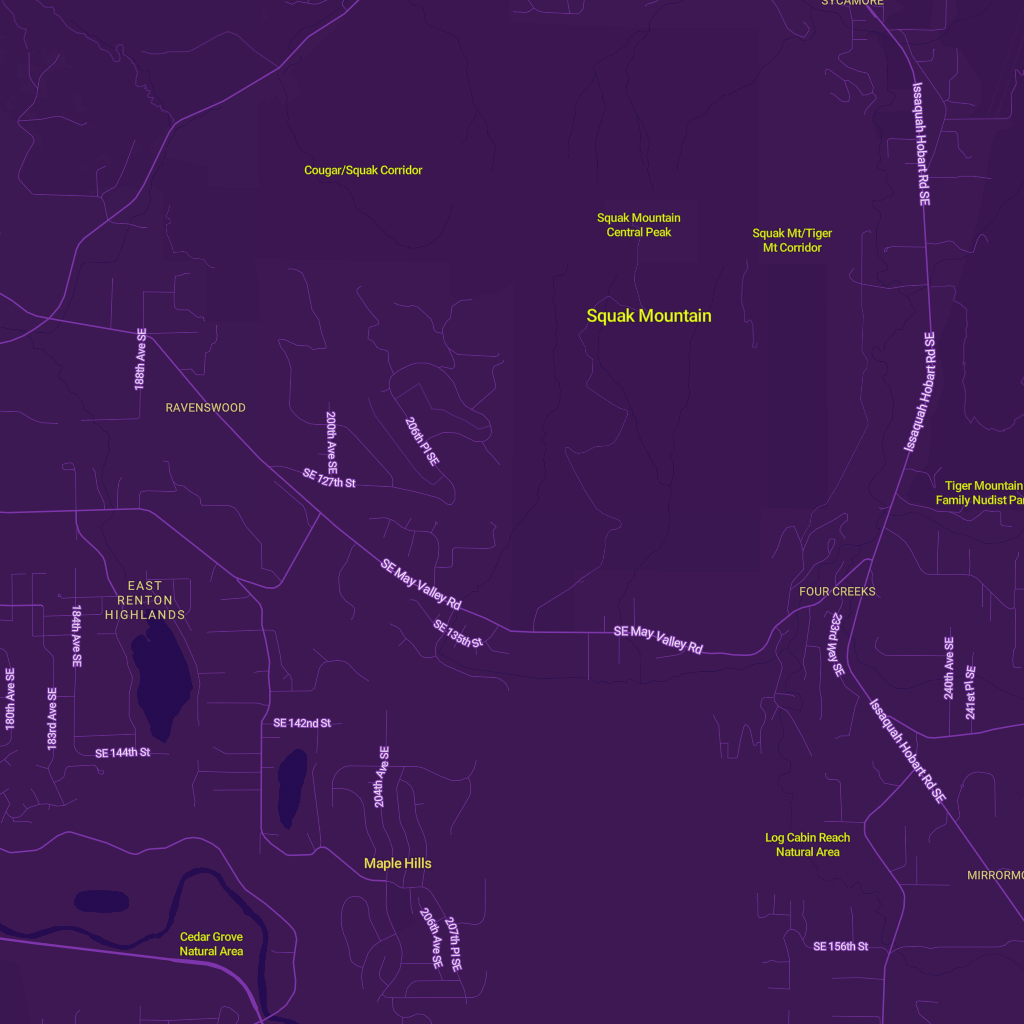 SYCAMORE
Issaquah Hobart Rd SE
Cougar/Squak Corridor
Squak Mountain
Central Peak
Squak Mt/Tiger
Mt Corridor
Squak Mountain
188th Ave SE
Issaquah Hobart Rd SE
RAVENSWOOD
200th Ave SE
206th Pl SE
SE 127th St
Tiger Mountain
Family Nudist Par
SE May Valley Rd
EAST
RENTON
HIGHLANDS
FOUR CREEKS
184th Ave SE
SE 135th St
SE May Valley Rd
233rd Way SE
180th Ave SE
183rd Ave SE
240th Ave SE
241st Pl SE
SE 142nd St
SE 144th St
Issaquah Hobart Rd SE
204th Ave SE
Log Cabin Reach
Natural Area
Maple Hills
MIRRORMO
206th Ave SE
207th Pl SE
Cedar Grove
Natural Area
SE 156th St